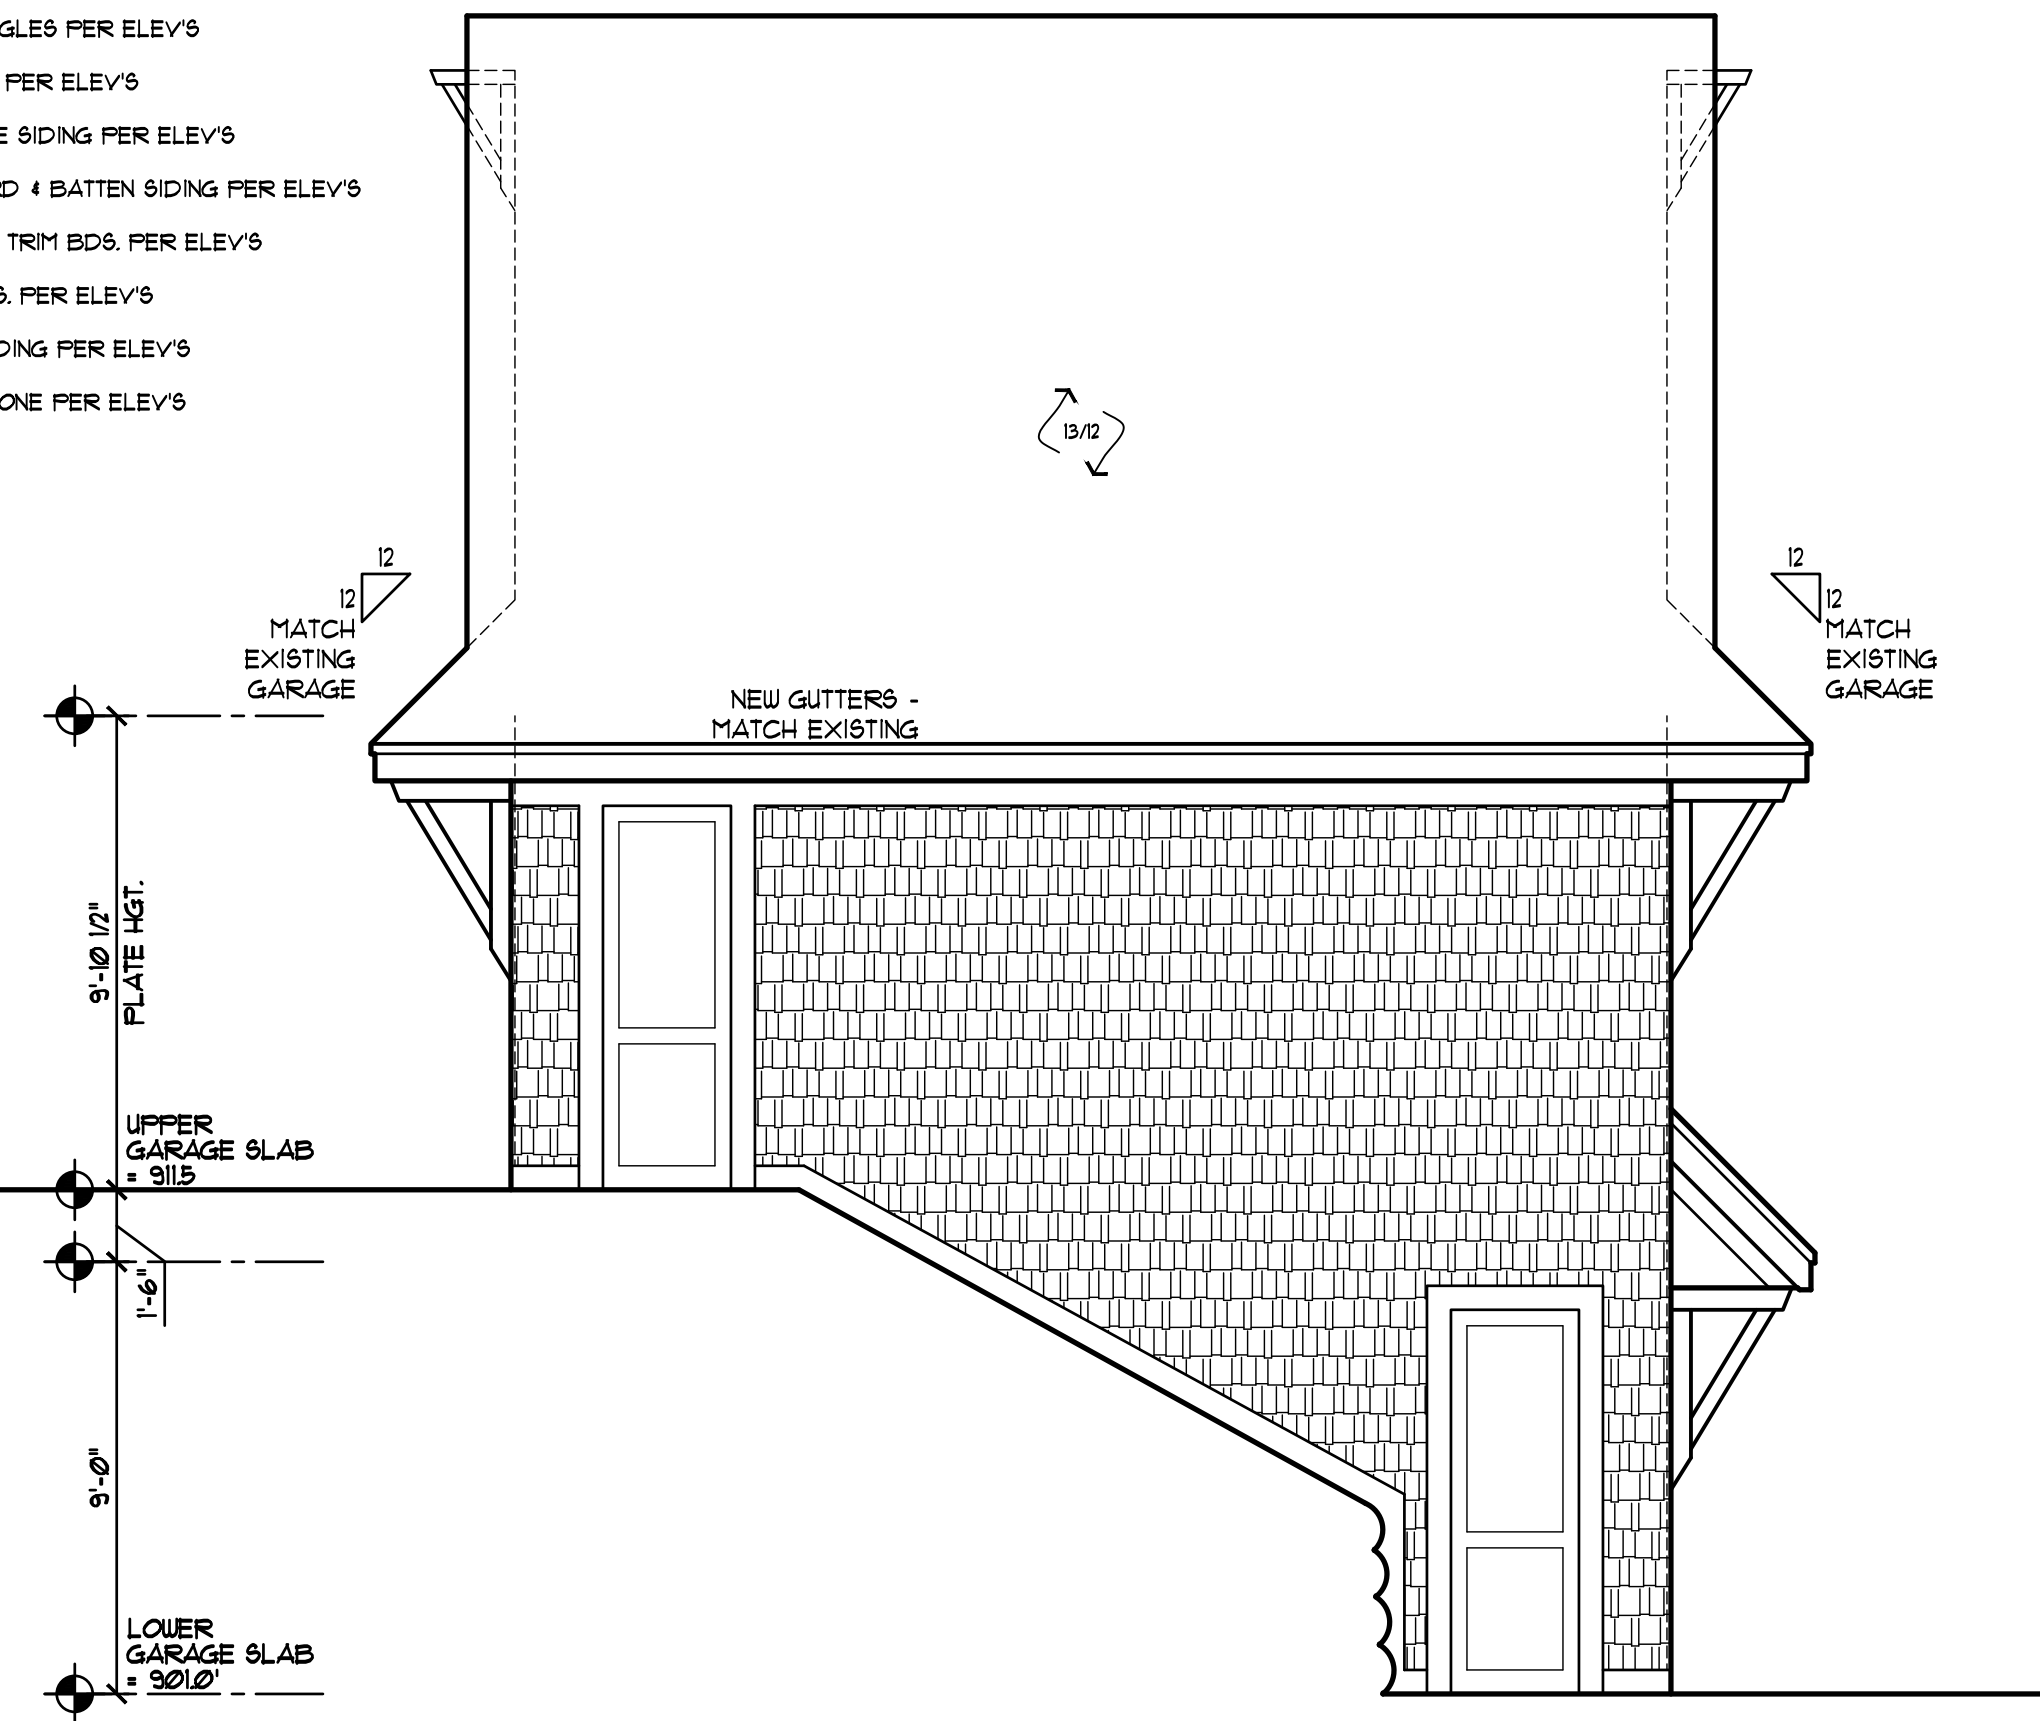 GLES PER ELEV'S
PER ELEV'S
E SIDING PER ELEV'S
RD & BATTEN SIDING PER ELEV'S
TRIM BDS. PER ELEV'S
S. PER ELEV'S
DING PER ELEV'S
ONE PER ELEV'S
13/12
12
12
MATCH
EXISTING
GARAGE
12
12
MATCH
EXISTING
GARAGE
NEW GUTTERS -
MATCH EXISTING
9'-10 1/2"
PLATE HGT.
UPPER
GARAGE SLAB
= 911.5
1'-6"
9'-0"
LOWER
GARAGE SLAB
= 901.0'